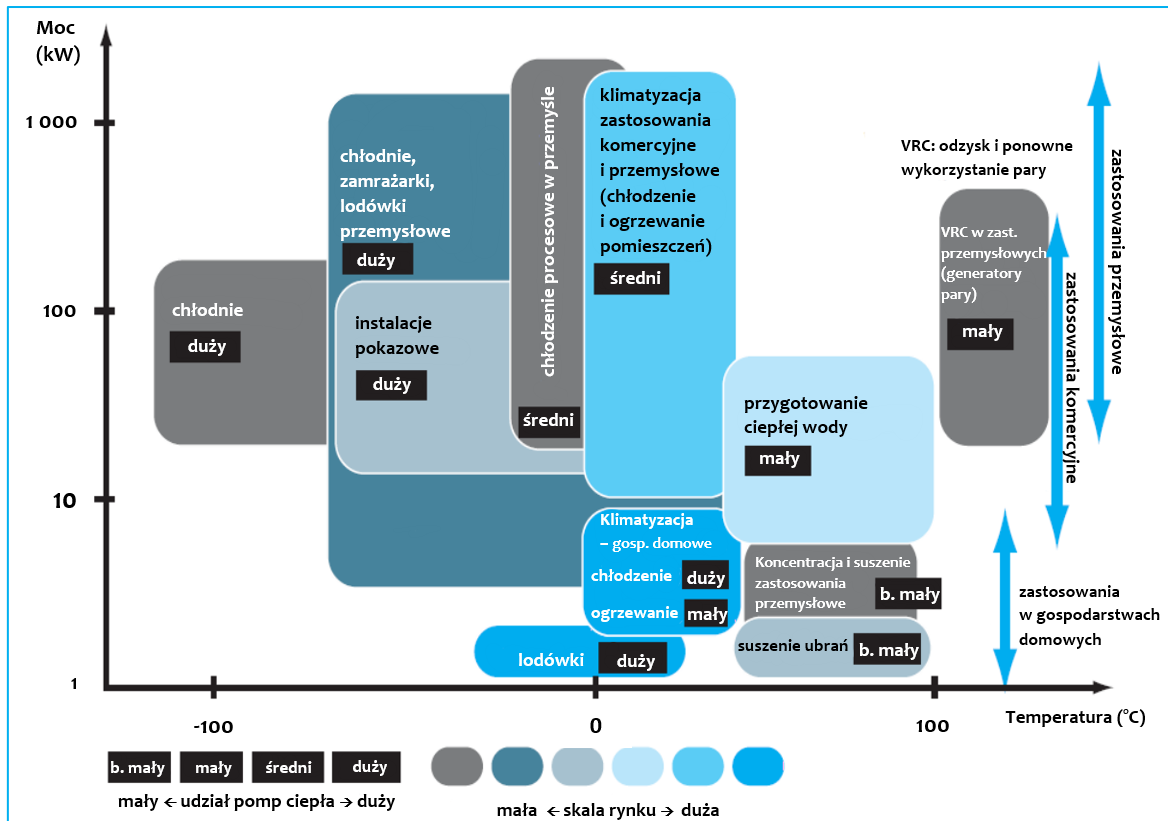 Moc
(kW)
1 000
100
10
1
chłodnie,
zamrażarki,
lodówki
przemysłowe
duży
chłodnie
duży
instalacje
pokazowe
duży
chłodzenie procesowe w przemyśle
średni
klimatyzacja
zastosowania
komercyjne
i przemysłowe
(chłodzenie
i ogrzewanie
pomieszczeń)
średni
Klimatyzacja
– gosp. domowe
chłodzenie
duży
ogrzewanie
mały
lodówki
duży
przygotowanie
ciepłej wody
mały
Koncentracja i suszenie
zastosowania
przemysłowe
b. mały
suszenie ubrań
b. mały
VRC: odzysk i ponowne
wykorzystanie pary
VRC w zast.
przemysłowych
(generatory
pary)
mały
zastosowania przemysłowe
zastosowania komercyjne
zastosowania
w gospodarstwach
domowych
-100
0
100
Temperatura (°C)
b. mały
mały
średni
duży
mały ← udział pomp ciepła → duży
mała ← skala rynku → duża